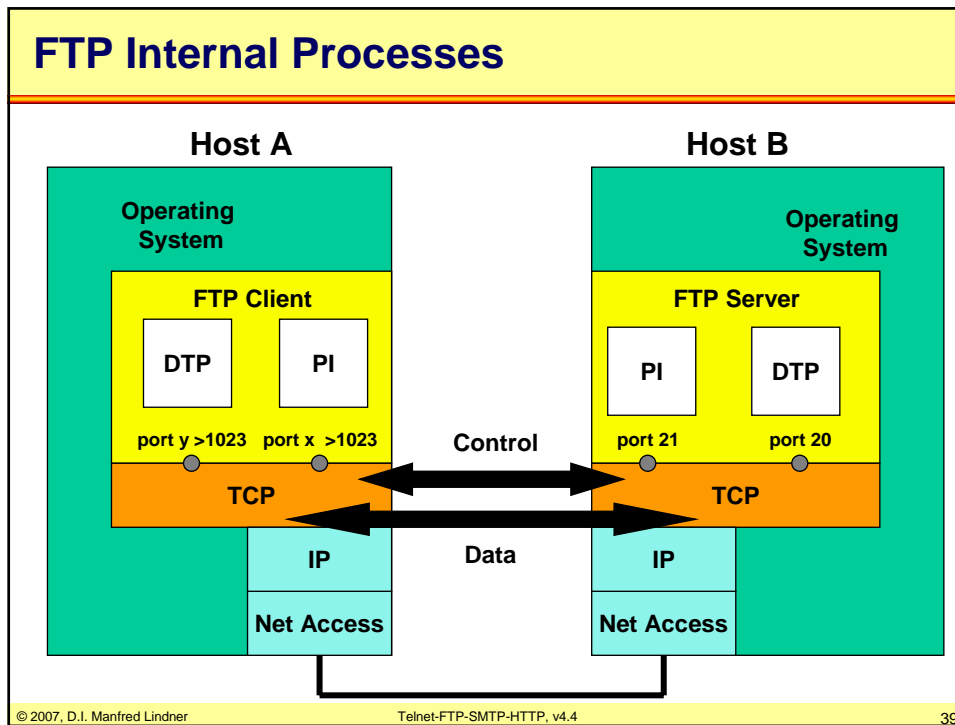 FTP Internal Processes
Host A
Host B
Operating
System
Operating
System
FTP Client
FTP Server
DTP
PI
PI
DTP
port y >1023
port x >1023
Control
port 21
port 20
TCP
TCP
Data
IP
IP
Net Access
Net Access
© 2007, D.I. Manfred Lindner
Telnet-FTP-SMTP-HTTP, v4.4
39